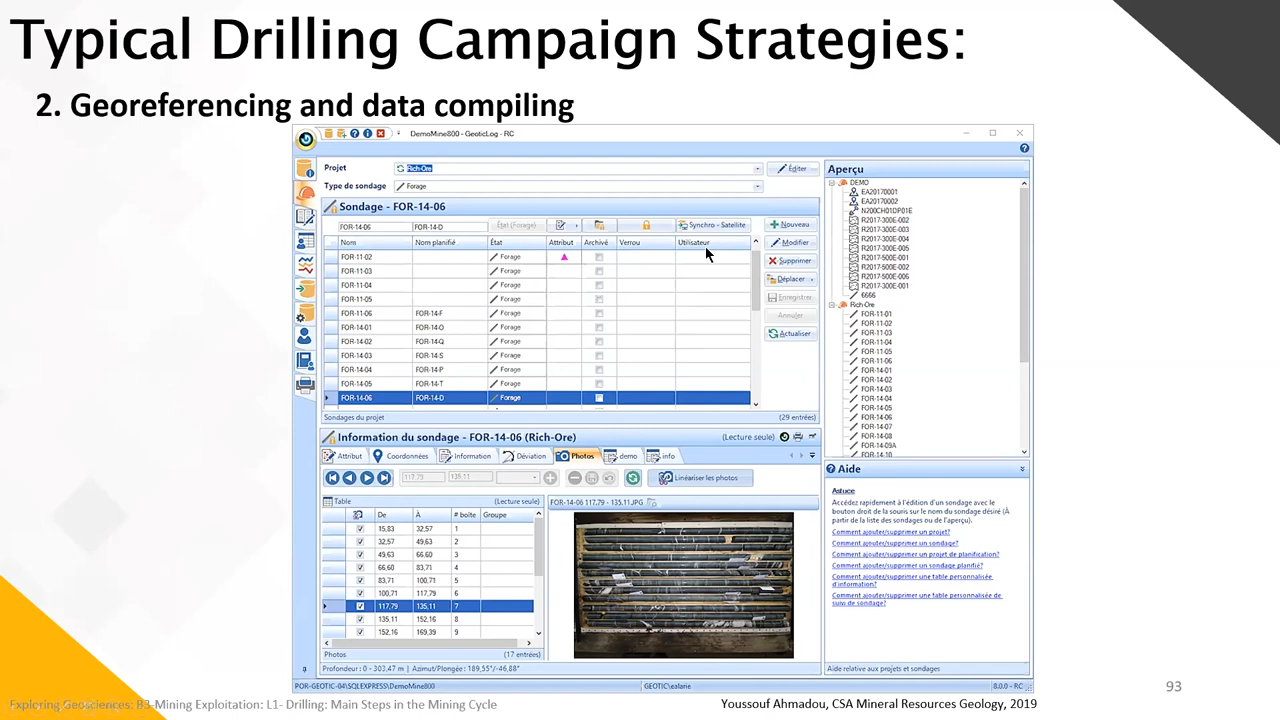 Typical Drilling Campaign Strategies:
2. Georeferencing and data compiling
DemoMine800 - GeoticLog - RC
Projet Rich-Ore Éditer
Type de sondage Forage
Sondage - FOR-14-06
FOR-14-06 FOR-14-D État (Forage) Synchro - Satellite
Nom Nom planifié État Attribut Archivé Verrou Utilisateur
FOR-11-02 Forage
FOR-11-03 Forage
FOR-11-04 Forage
FOR-11-05 Forage
FOR-11-06 FOR-14-F Forage
FOR-14-01 FOR-14-O Forage
FOR-14-02 FOR-14-Q Forage
FOR-14-03 FOR-14-S Forage
FOR-14-04 FOR-14-P Forage
FOR-14-05 FOR-14-T Forage
FOR-14-06 FOR-14-D Forage
Sondages du projet (29 entrées)
Nouveau
Modifier
Supprimer
Déplacer
Enregistrer
Annuler
Actualiser
Information du sondage - FOR-14-06 (Rich-Ore) (Lecture seule)
Attribut Coordonnées Information Déviation Photos demo info
117,79 135,11 Linéariser les photos
Table (Lecture seule)
De À # boîte Groupe
15,83 32,57 1
32,57 49,63 2
49,63 66,60 3
66,60 83,71 4
83,71 100,71 5
100,71 117,79 6
117,79 135,11 7
135,11 152,16 8
152,16 169,39 9
Photos (17 entrées)
FOR-14-06 117,79 - 135,11.JPG
Profondeur : 0 - 303,47 m | Azimut/Plongée : 189,55°/-46,88°
Aperçu
DEMO
EA20170001
EA20170002
N200CH01DP01E
R2017-300E-002
R2017-300E-003
R2017-300E-004
R2017-300E-005
R2017-500E-001
R2017-500E-002
R2017-500E-006
R2017-300E-001
6666
Rich-Ore
FOR-11-01
FOR-11-02
FOR-11-03
FOR-11-04
FOR-11-05
FOR-11-06
FOR-14-01
FOR-14-02
FOR-14-03
FOR-14-04
FOR-14-05
FOR-14-06
FOR-14-07
FOR-14-08
FOR-14-09A
FOR-14-10
Aide
Astuce
Accédez rapidement à l'édition d'un sondage avec le
bouton droit de la souris sur le nom du sondage désiré (À
partir de la liste des sondages ou de l'aperçu).
Comment ajouter/supprimer un projet?
Comment ajouter/supprimer un sondage?
Comment ajouter/supprimer un projet de planification?
Comment ajouter/supprimer un sondage planifié?
Comment ajouter/supprimer une table personnalisée
d'information?
Comment ajouter/supprimer une table personnalisée de
suivi de sondage?
Aide relative aux projets et sondages
POR-GEOTIC-04\SQLEXPRESS\DemoMine800 GEOTIC\ealarie 8.0.0 - RC
93
Exploring Geosciences: B3-Mining Exploitation: L1- Drilling: Main Steps in the Mining Cycle
Youssouf Ahmadou, CSA Mineral Resources Geology, 2019